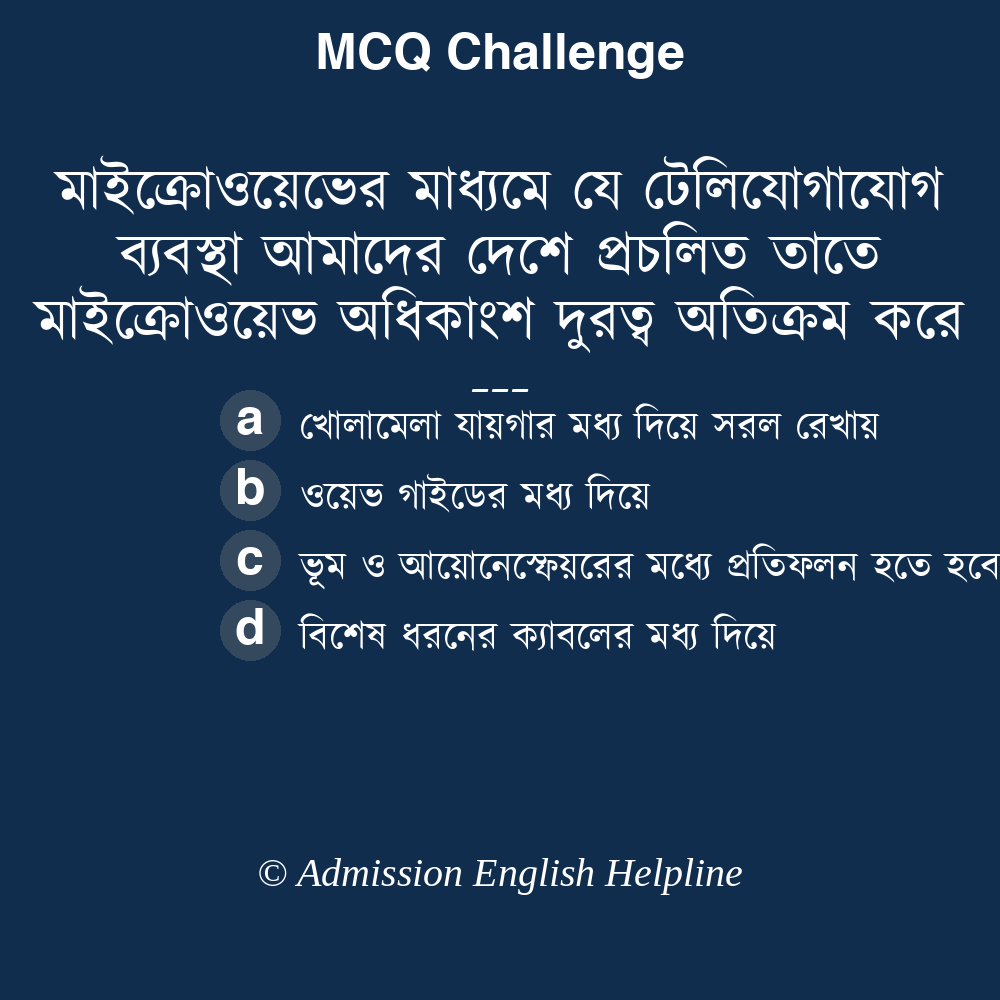 MCQ Challenge
মাইক্রোওয়েভের মাধ্যমে যে টেলিযোগাযোগ
ব্যবস্থা আমাদের দেশে প্রচলিত তাতে
মাইক্রোওয়েভ অধিকাংশ দুরত্ব অতিক্রম করে
---
a খোলামেলা যায়গার মধ্য দিয়ে সরল রেখায়
b ওয়েভ গাইডের মধ্য দিয়ে
c ভূম ও আয়োনেস্ফেয়রের মধ্যে প্রতিফলন হতে হবে
d বিশেষ ধরনের ক্যাবলের মধ্য দিয়ে
© Admission English Helpline